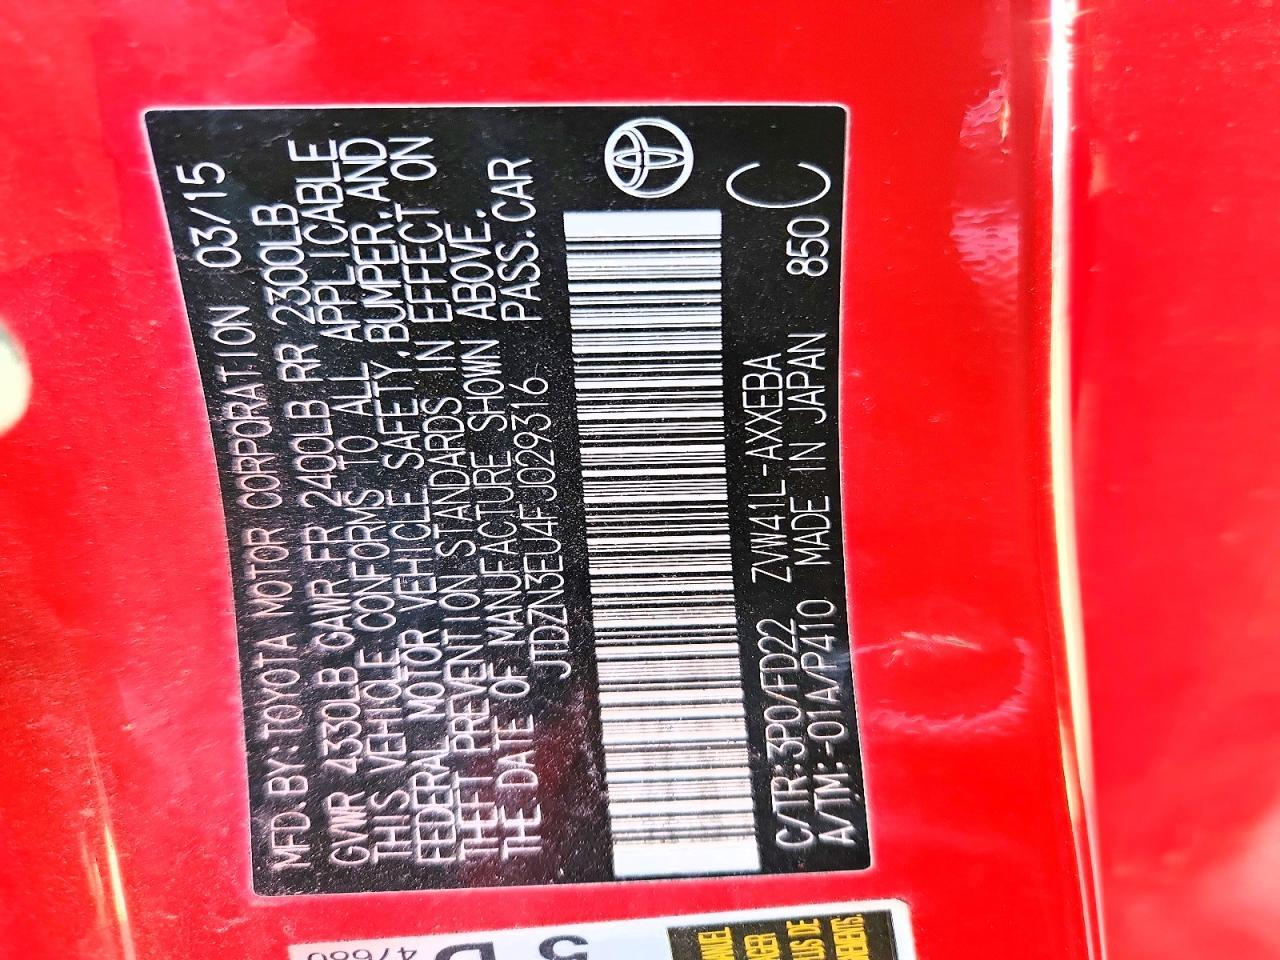 MFD.BY:TOYOTA MOTOR CORPORATION 03/15
GVWR 4330LB GAWR FR 2400LB RR 2300LB
THIS VEHICLE CONFORMS TO ALL APPLICABLE
FEDERAL MOTOR VEHICLE SAFETY,BUMPER,AND
THEFT PREVENTION STANDARDS IN EFFECT ON
THE DATE OF MANUFACTURE SHOWN ABOVE.
JTDZN3EU4FJ029316 PASS.CAR
C/TR:3P0/FD22 ZVW41L-AXXEBA 850 C
A/TM:-01A/P410 MADE IN JAPAN
5 D
47680